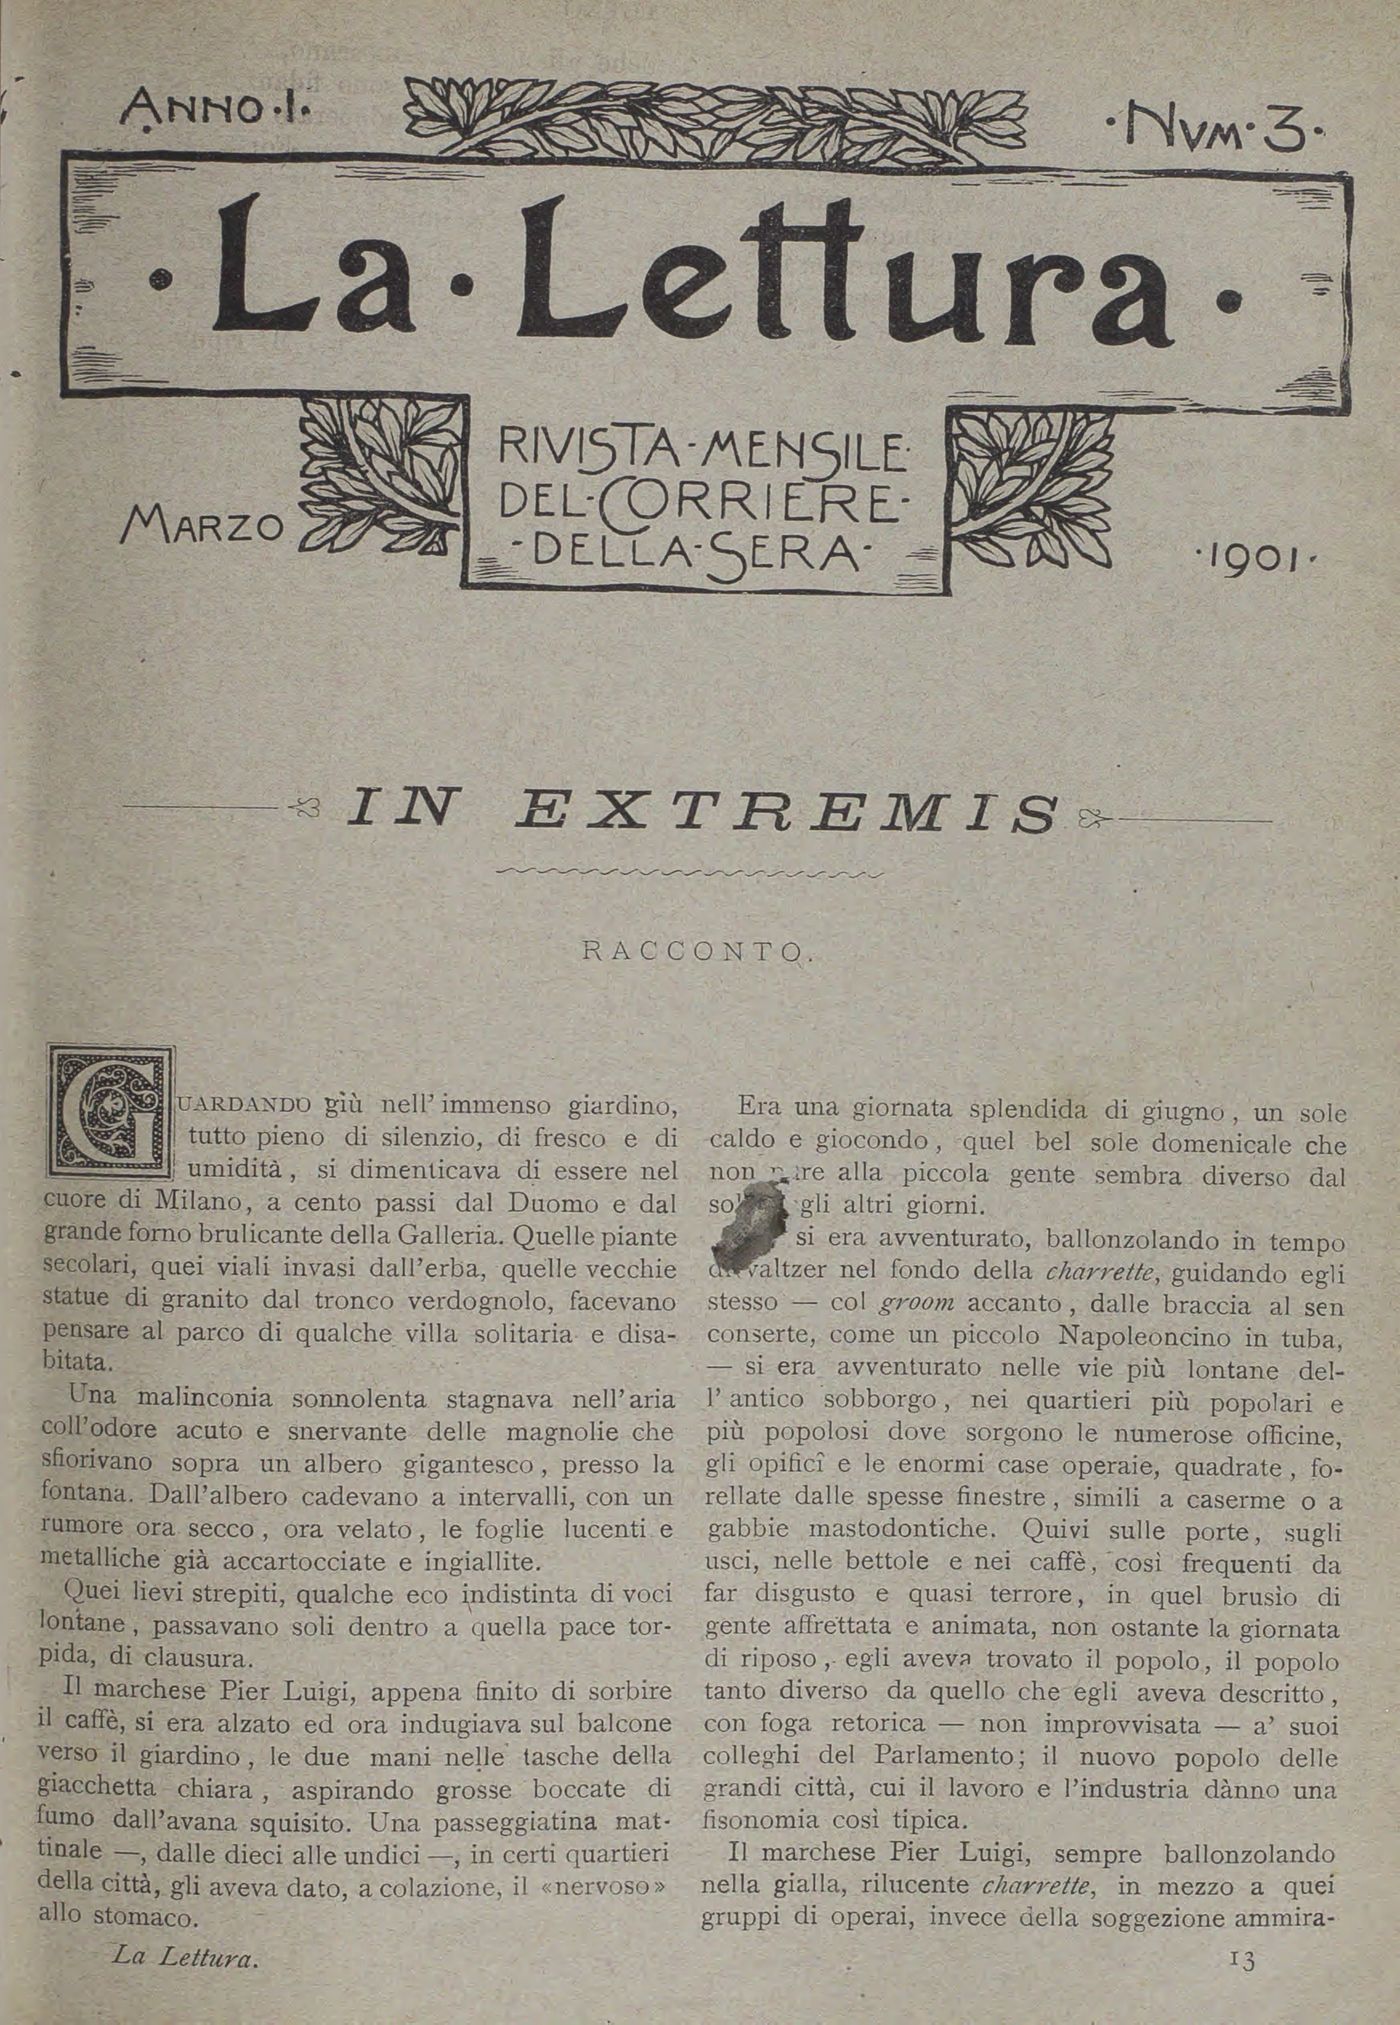 ANNO · I ·
· NVM · 3 ·
· La · Lettura ·
RIVISTA - MENSILE ·
DEL - CORRIERE -
- DELLA - SERA -
MARZO
· 1901 ·
IN EXTREMIS
RACCONTO.
GUARDANDO giù nell' immenso giardino,
tutto pieno di silenzio, di fresco e di
umidità, si dimenticava di essere nel
cuore di Milano, a cento passi dal Duomo e dal
grande forno brulicante della Galleria. Quelle piante
secolari, quei viali invasi dall'erba, quelle vecchie
statue di granito dal tronco verdognolo, facevano
pensare al parco di qualche villa solitaria e disa-
bitata.
Una malinconia sonnolenta stagnava nell'aria
coll'odore acuto e snervante delle magnolie che
sfiorivano sopra un albero gigantesco, presso la
fontana. Dall'albero cadevano a intervalli, con un
rumore ora secco, ora velato, le foglie lucenti e
metalliche già accartocciate e ingiallite.
Quei lievi strepiti, qualche eco indistinta di voci
lontane, passavano soli dentro a quella pace tor-
pida, di clausura.
Il marchese Pier Luigi, appena finito di sorbire
il caffè, si era alzato ed ora indugiava sul balcone
verso il giardino, le due mani nelle tasche della
giacchetta chiara, aspirando grosse boccate di
fumo dall'avana squisito. Una passeggiatina mat-
tinale —, dalle dieci alle undici —, in certi quartieri
della città, gli aveva dato, a colazione, il «nervoso»
allo stomaco.
La Lettura.
Era una giornata splendida di giugno, un sole
caldo e giocondo, quel bel sole domenicale che
non alla piccola gente sembra diverso dal
gli altri giorni.
si era avventurato, ballonzolando in tempo
valtzer nel fondo della charrette, guidando egli
stesso — col groom accanto, dalle braccia al sen
conserte, come un piccolo Napoleoncino in tuba,
— si era avventurato nelle vie più lontane del-
l' antico sobborgo, nei quartieri più popolari e
più popolosi dove sorgono le numerose officine,
gli opificî e le enormi case operaie, quadrate, fo-
rellate dalle spesse finestre, simili a caserme o a
gabbie mastodontiche. Quivi sulle porte, sugli
usci, nelle bettole e nei caffè, così frequenti da
far disgusto e quasi terrore, in quel brusìo di
gente affrettata e animata, non ostante la giornata
di riposo, egli aveva trovato il popolo, il popolo
tanto diverso da quello che egli aveva descritto,
con foga retorica — non improvvisata — a' suoi
colleghi del Parlamento; il nuovo popolo delle
grandi città, cui il lavoro e l'industria dànno una
fisonomia così tipica.
Il marchese Pier Luigi, sempre ballonzolando
nella gialla, rilucente charrette, in mezzo a quei
gruppi di operai, invece della soggezione ammira-
13